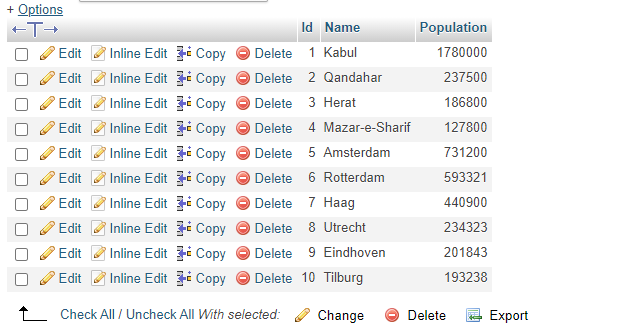 + Options
Id Name Population
Edit Inline Edit Copy Delete 1 Kabul 1780000
Edit Inline Edit Copy Delete 2 Qandahar 237500
Edit Inline Edit Copy Delete 3 Herat 186800
Edit Inline Edit Copy Delete 4 Mazar-e-Sharif 127800
Edit Inline Edit Copy Delete 5 Amsterdam 731200
Edit Inline Edit Copy Delete 6 Rotterdam 593321
Edit Inline Edit Copy Delete 7 Haag 440900
Edit Inline Edit Copy Delete 8 Utrecht 234323
Edit Inline Edit Copy Delete 9 Eindhoven 201843
Edit Inline Edit Copy Delete 10 Tilburg 193238
Check All / Uncheck All With selected: Change Delete Export